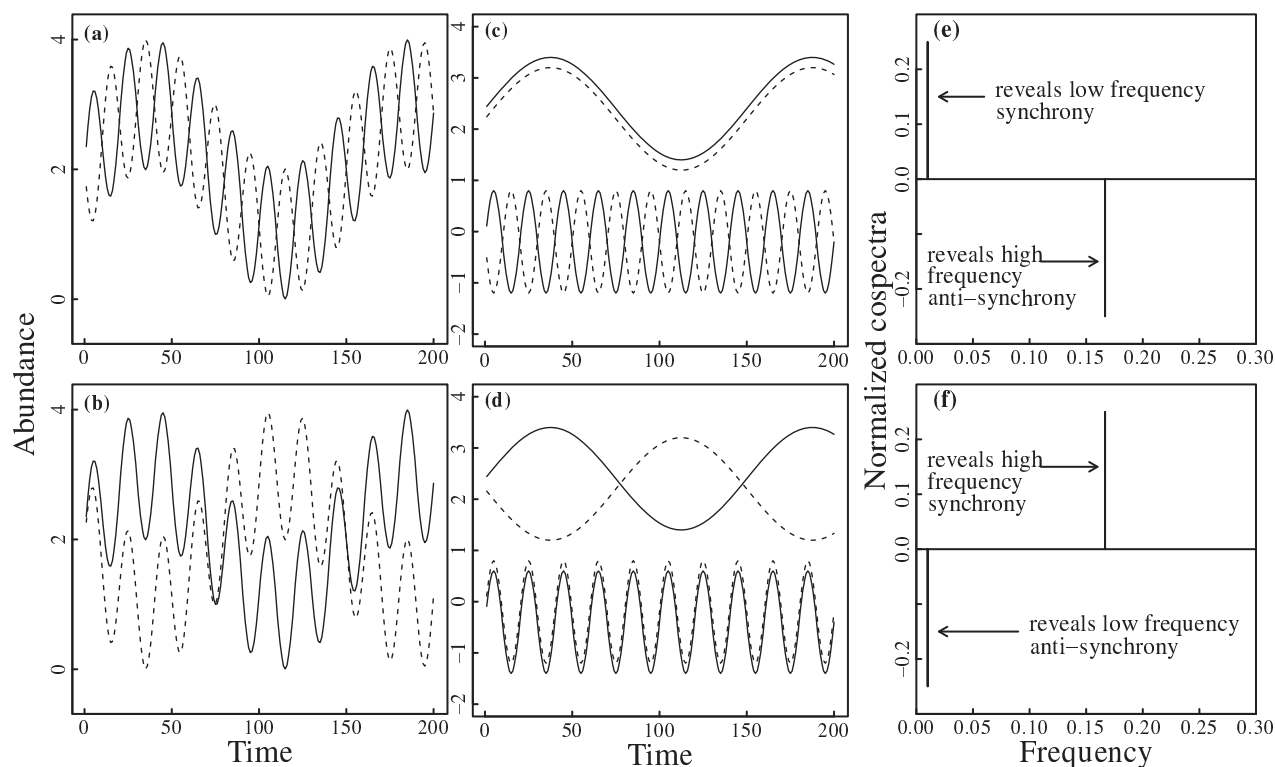 (a)
4
2
0
0 50 100 150 200
(c)
4
3
2
1
0
−1
−2
0 50 100 150 200
(e)
reveals low frequency
synchrony
reveals high
frequency
anti−synchrony
0.2
0.1
0.0
−0.2
0.00 0.05 0.10 0.15 0.20 0.25 0.30
Abundance
Normalized cospectra
(b)
4
2
0
0 50 100 150 200
Time
(d)
4
3
2
1
0
−1
−2
0 50 100 150 200
Time
(f)
reveals high
frequency
synchrony
reveals low frequency
anti−synchrony
0.2
0.1
0.0
−0.2
0.00 0.05 0.10 0.15 0.20 0.25 0.30
Frequency